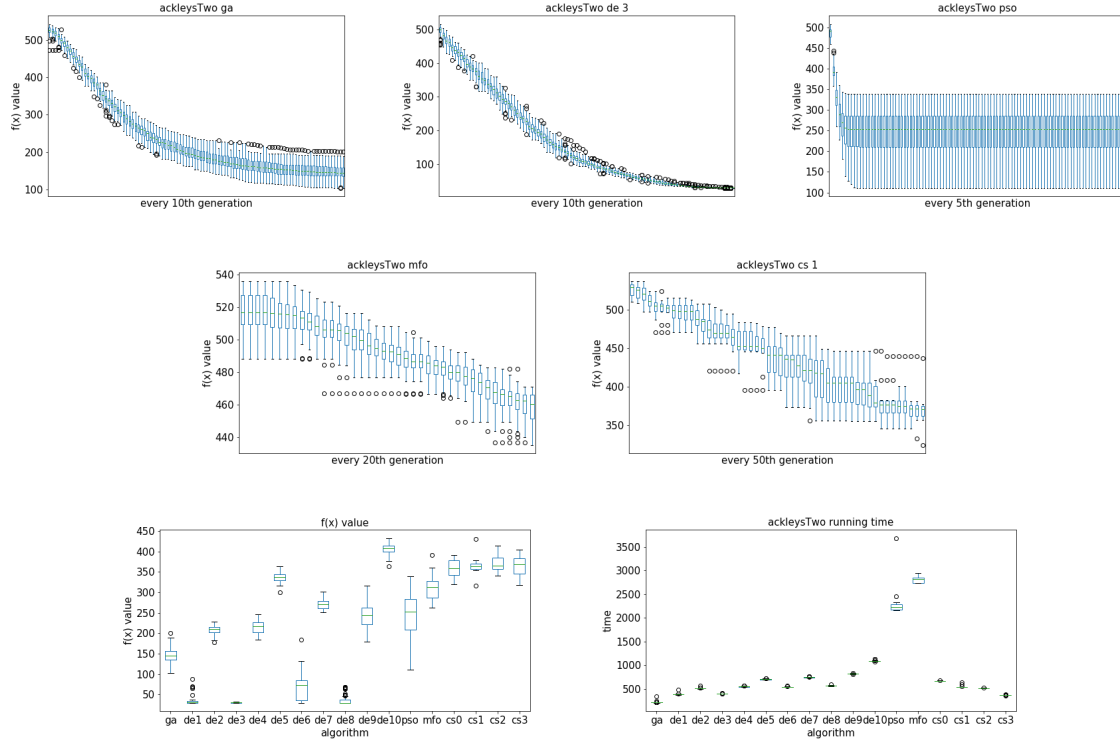 ackleysTwo ga
f(x) value
500
400
300
200
100
every 10th generation
ackleysTwo de 3
f(x) value
500
400
300
200
100
every 10th generation
ackleysTwo pso
f(x) value
500
450
400
350
300
250
200
150
100
every 5th generation
ackleysTwo mfo
f(x) value
540
520
500
480
460
440
every 20th generation
ackleysTwo cs 1
f(x) value
500
450
400
350
every 50th generation
f(x) value
f(x) value
450
400
350
300
250
200
150
100
50
ga de1 de2 de3 de4 de5 de6 de7 de8 de9 de10 pso mfo cs0 cs1 cs2 cs3
algorithm
ackleysTwo running time
time
3500
3000
2500
2000
1500
1000
500
ga de1 de2 de3 de4 de5 de6 de7 de8 de9 de10 pso mfo cs0 cs1 cs2 cs3
algorithm